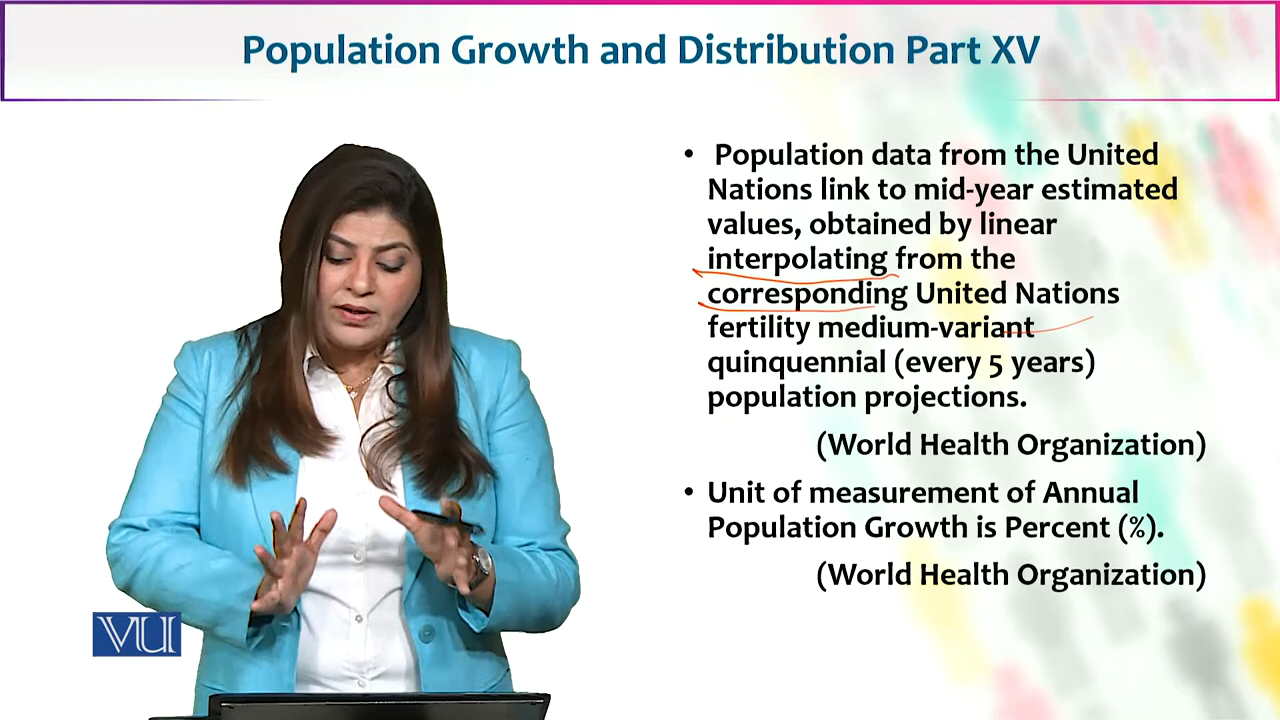 Population Growth and Distribution Part XV
• Population data from the United
Nations link to mid-year estimated
values, obtained by linear
interpolating from the
corresponding United Nations
fertility medium-variant
quinquennial (every 5 years)
population projections.
(World Health Organization)
• Unit of measurement of Annual
Population Growth is Percent (%).
(World Health Organization)
VU